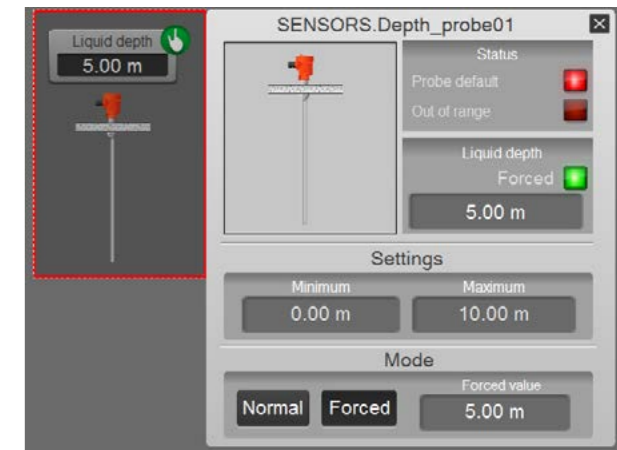 Liquid depth
5.00 m
SENSORS.Depth_probe01
Status
Probe default
Out of range
Liquid depth
Forced
5.00 m
Settings
Minimum
Maximum
0.00 m
10.00 m
Mode
Normal
Forced
Forced value
5.00 m